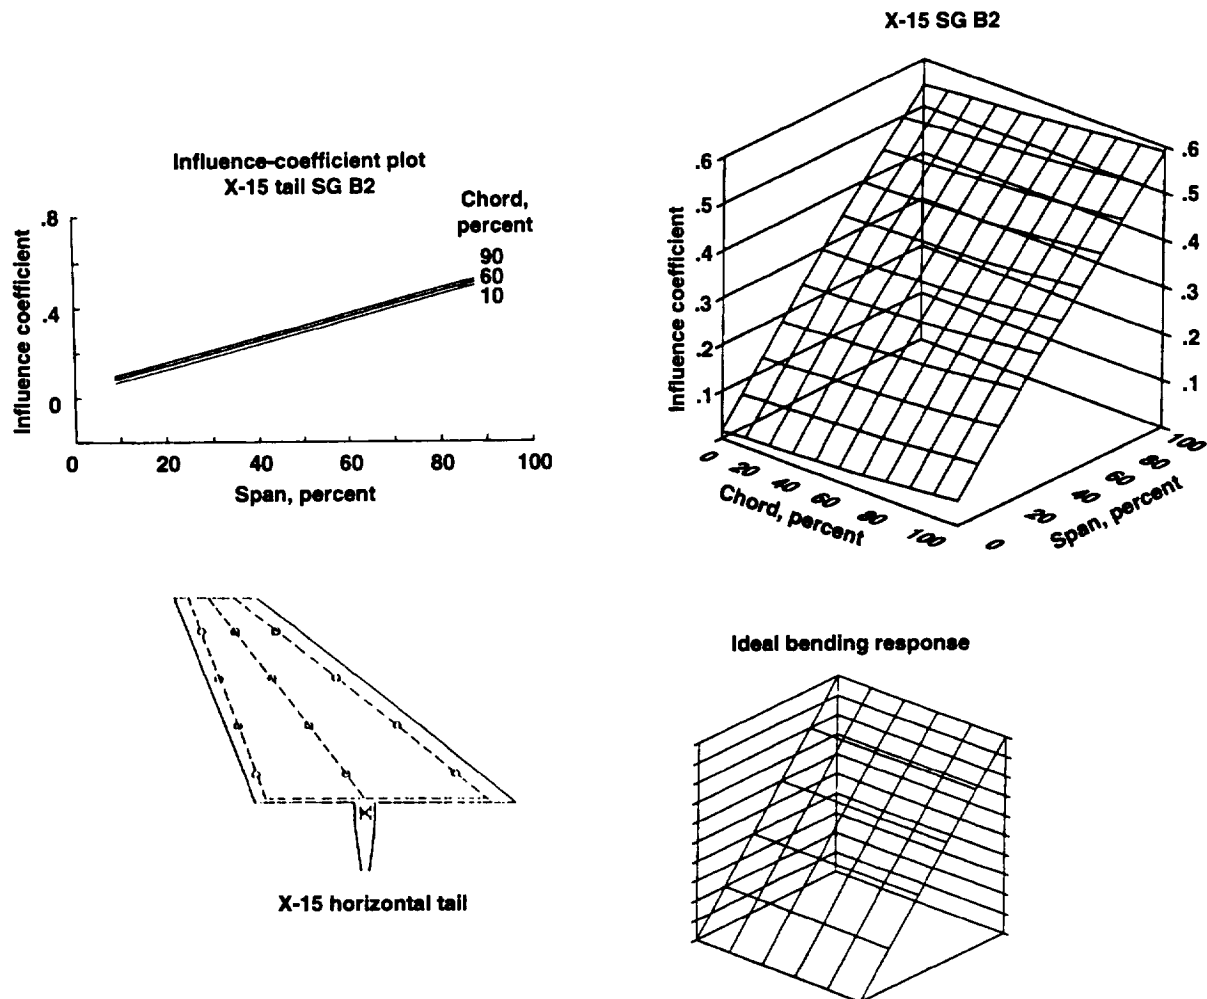 X-15 SG B2
Influence-coefficient plot
X-15 tail SG B2
Chord,
percent
90
60
10
.8
.4
0
Influence coefficient
0 20 40 60 80 100
Span, percent
.6
.5
.4
.3
.2
.1
Influence coefficient
.6
.5
.4
.3
.2
.1
0 20 40 60 80 100
Chord, percent
0 20 40 60 80 100
Span, percent
X-15 horizontal tail
Ideal bending response